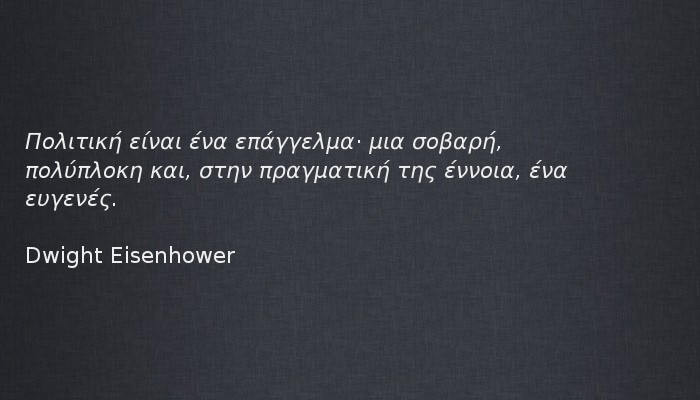 Πολιτική είναι ένα επάγγελμα· μια σοβαρή,
πολύπλοκη και, στην πραγματική της έννοια, ένα
ευγενές.
Dwight Eisenhower